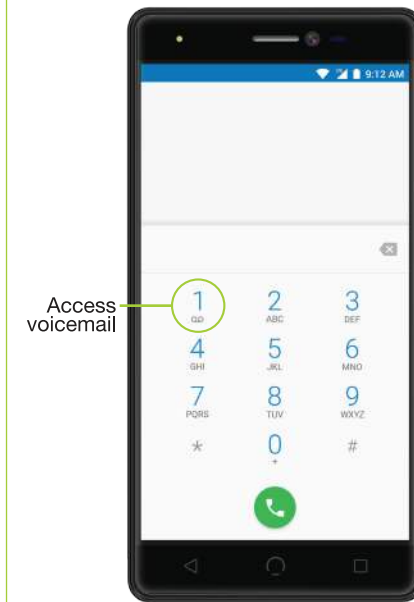 9:12 AM
Access
voicemail
1 2 3
ABC DEF
4 5 6
GHI JKL MNO
7 8 9
PQRS TUV WXYZ
* 0 #
+